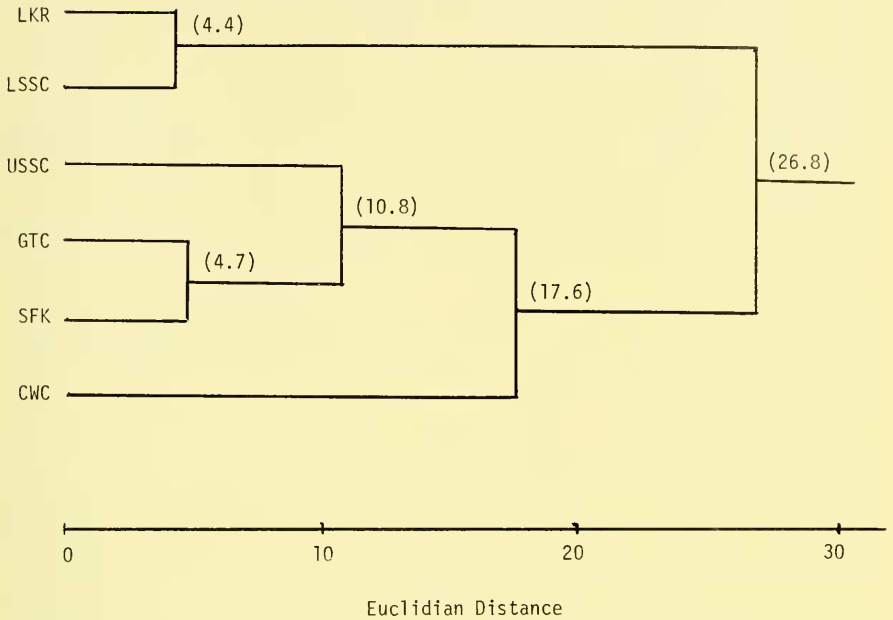 LKR
(4.4)
LSSC
USSC
(26.8)
(10.8)
GTC
(4.7)
(17.6)
SFK
CWC
0 10 20 30
Euclidian Distance